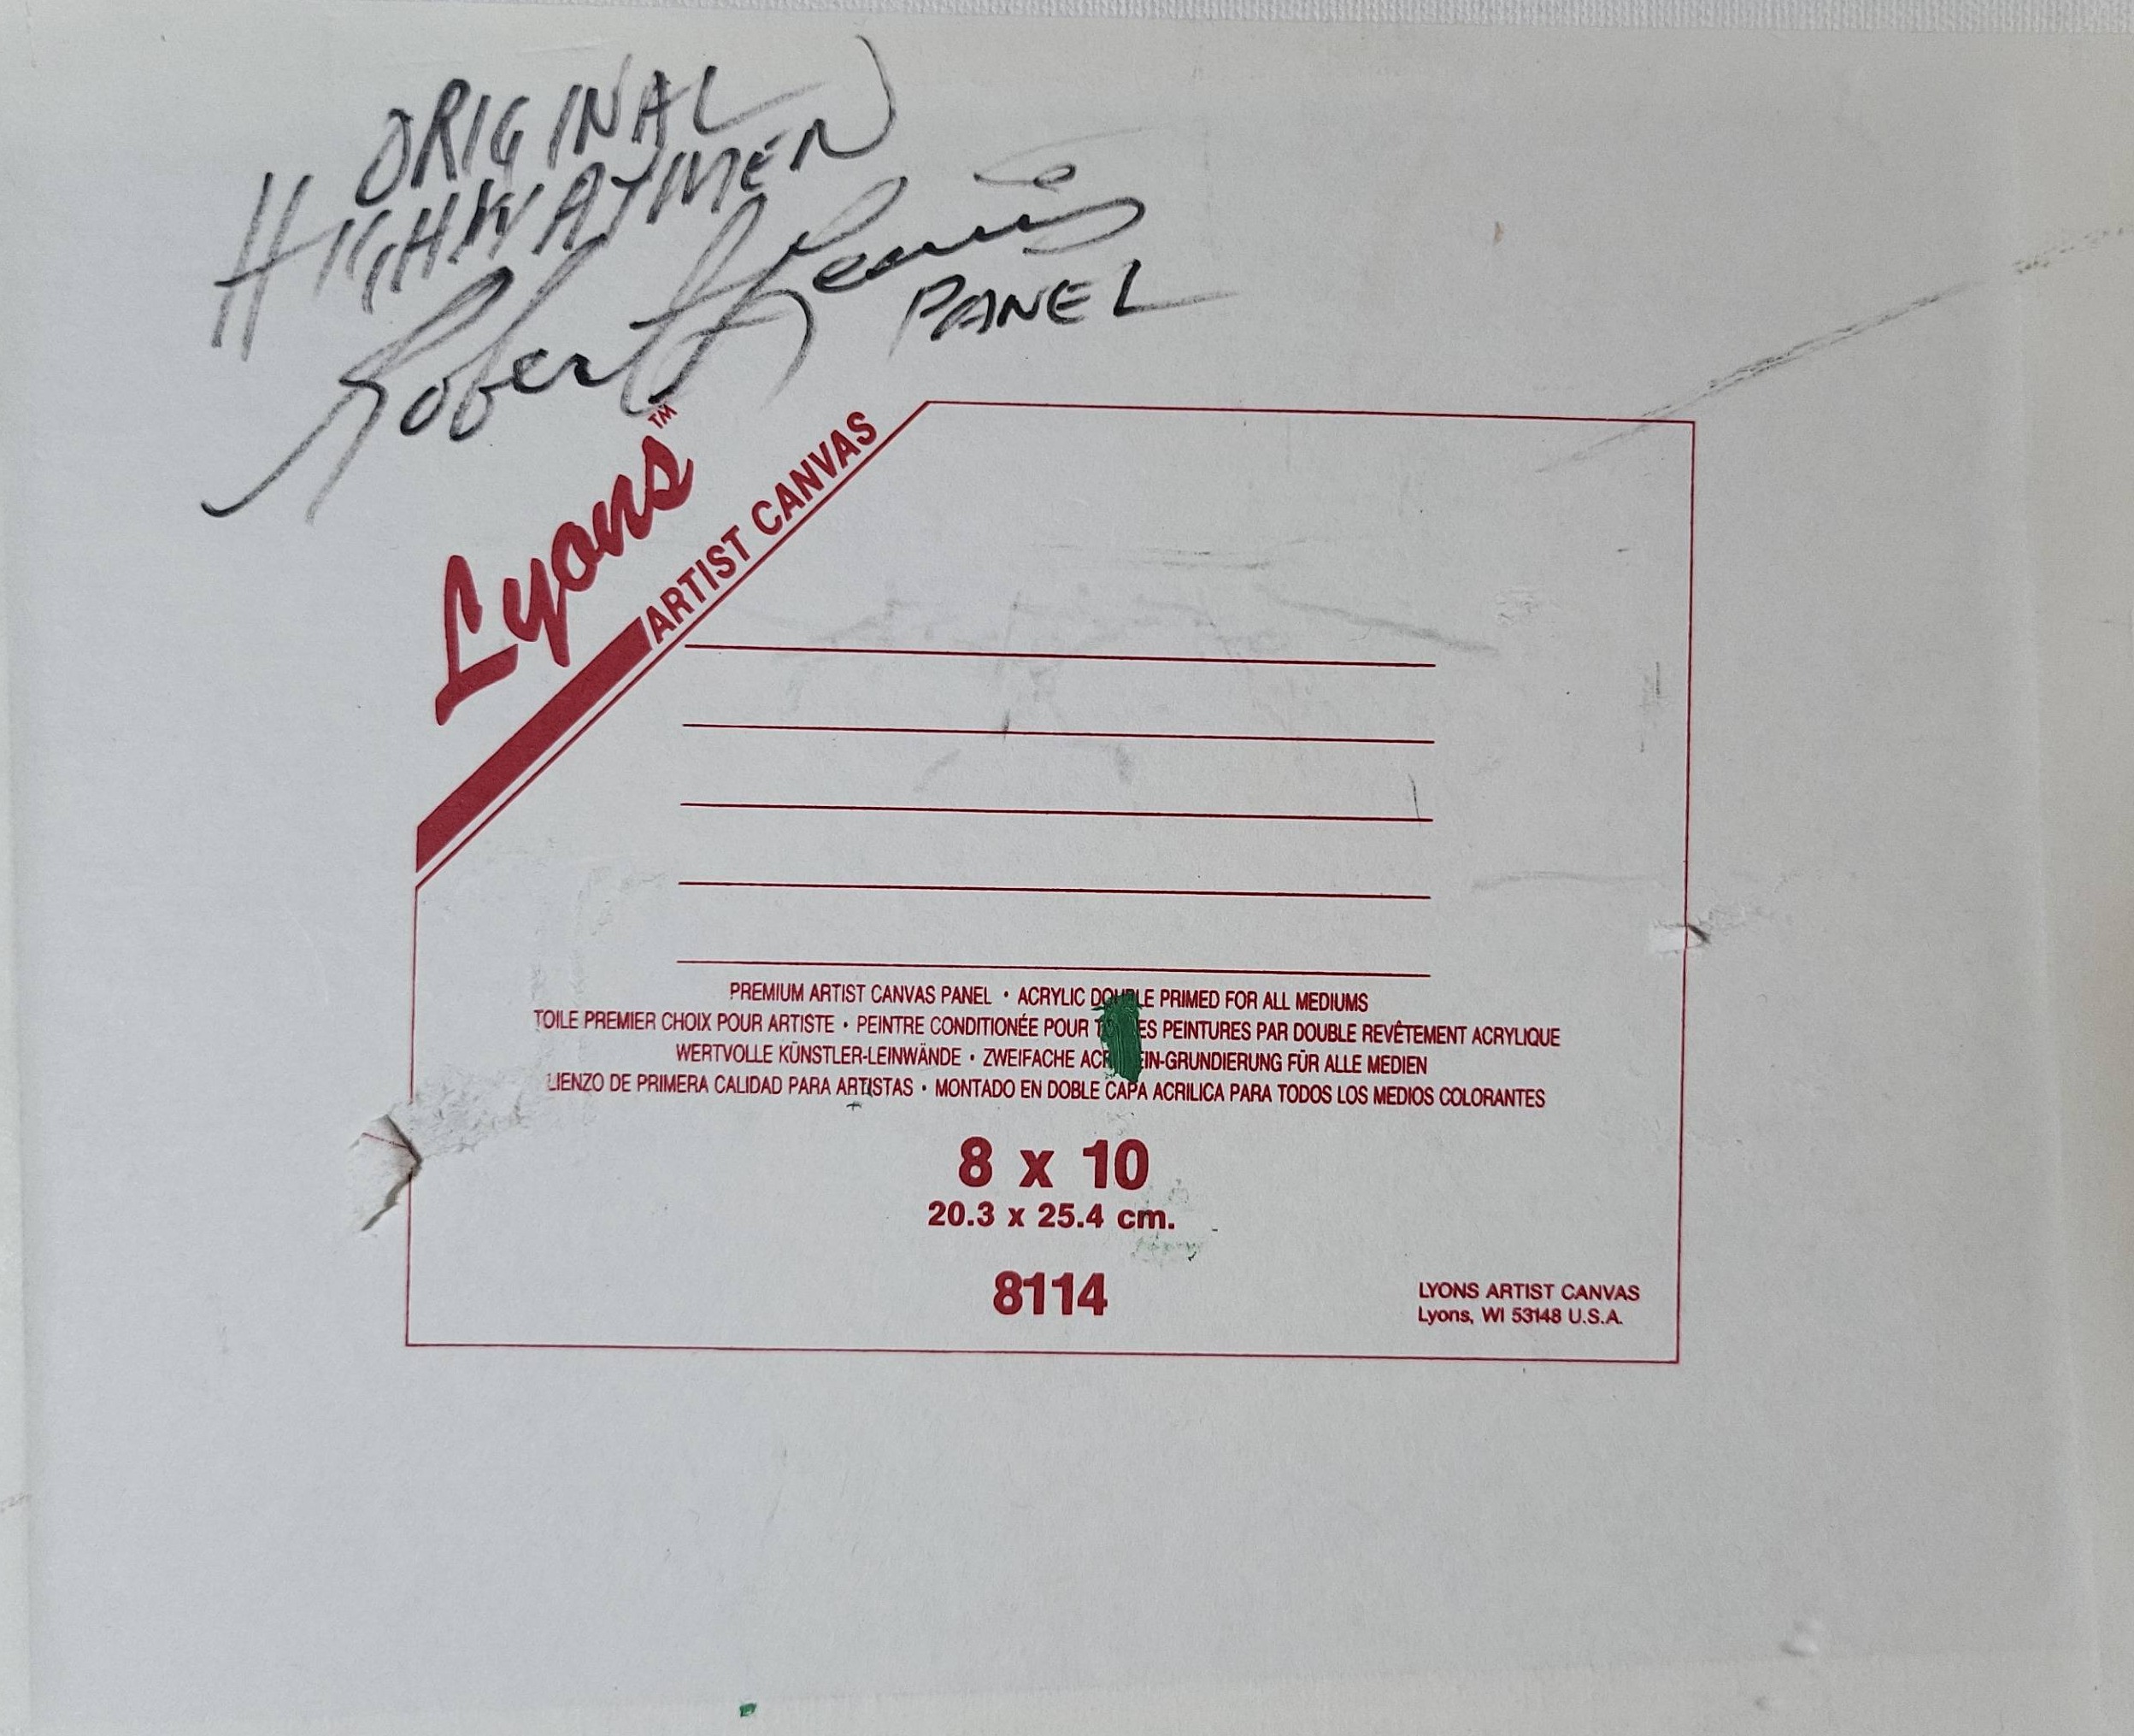 ORIGINAL
HIGHWAYMEN
Robert L Lewis
PANEL
Lyons™
ARTIST CANVAS
PREMIUM ARTIST CANVAS PANEL • ACRYLIC PRIMED FOR ALL MEDIUMS
TOILE PREMIER CHOIX POUR ARTISTE • PEINTRE CONDITIONÉE POUR PEINTURES PAR DOUBLE REVÊTEMENT ACRYLIQUE
WERTVOLLE KÜNSTLER-LEINWÄNDE • ZWEIFACHE FÜR ALLE MEDIEN
LIENZO DE PRIMERA CALIDAD PARA ARTISTAS • MONTADO EN DOBLE CAPA ACRILICA PARA TODOS LOS MEDIOS COLORANTES
8 x 10
20.3 x 25.4 cm.
8114
LYONS ARTIST CANVAS
Lyons, WI 53148 U.S.A.